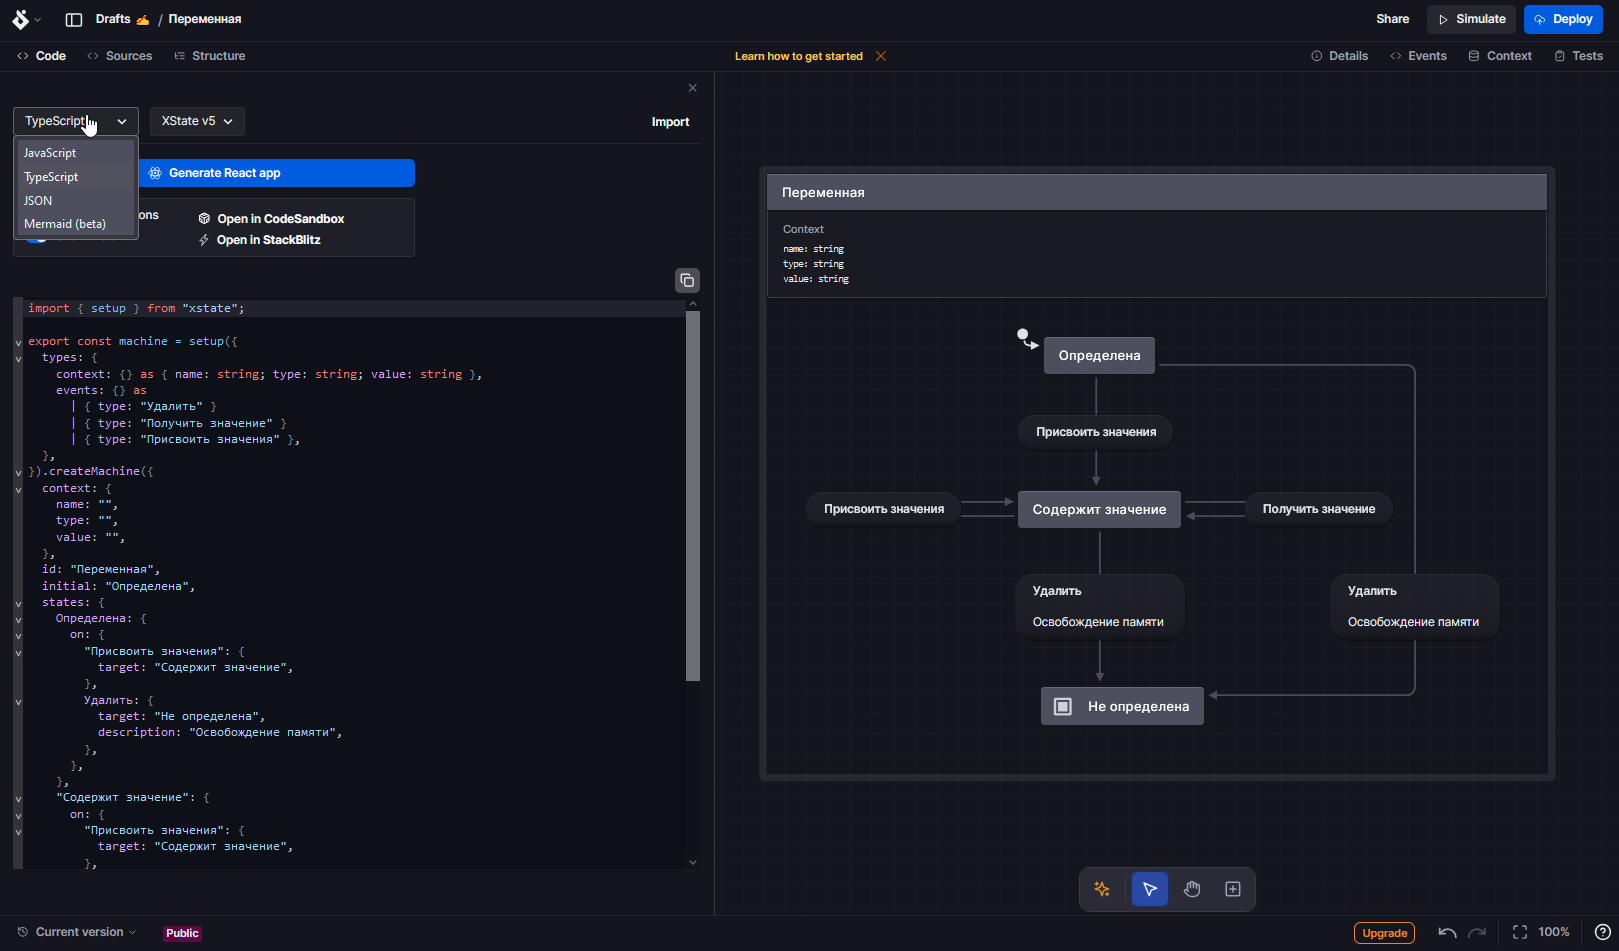 Drafts ✍️ / Переменная
Share
Simulate
Deploy
Code
Sources
Structure
Learn how to get started
Details
Events
Context
Tests
TypeScript
XState v5
Import
JavaScript
TypeScript
JSON
Mermaid (beta)
Generate React app
ons
Open in CodeSandbox
Open in StackBlitz
import { setup } from "xstate";
export const machine = setup({
types: {
context: {} as { name: string; type: string; value: string },
events: {} as
| { type: "Удалить" }
| { type: "Получить значение" }
| { type: "Присвоить значения" },
},
}).createMachine({
context: {
name: "",
type: "",
value: "",
},
id: "Переменная",
initial: "Определена",
states: {
Определена: {
on: {
"Присвоить значения": {
target: "Содержит значение",
},
Удалить: {
target: "Не определена",
description: "Освобождение памяти",
},
},
},
"Содержит значение": {
on: {
"Присвоить значения": {
target: "Содержит значение",
},
Переменная
Context
name: string
type: string
value: string
Определена
Присвоить значения
Присвоить значения
Содержит значение
Получить значение
Удалить
Освобождение памяти
Удалить
Освобождение памяти
Не определена
Current version
Public
Upgrade
100%